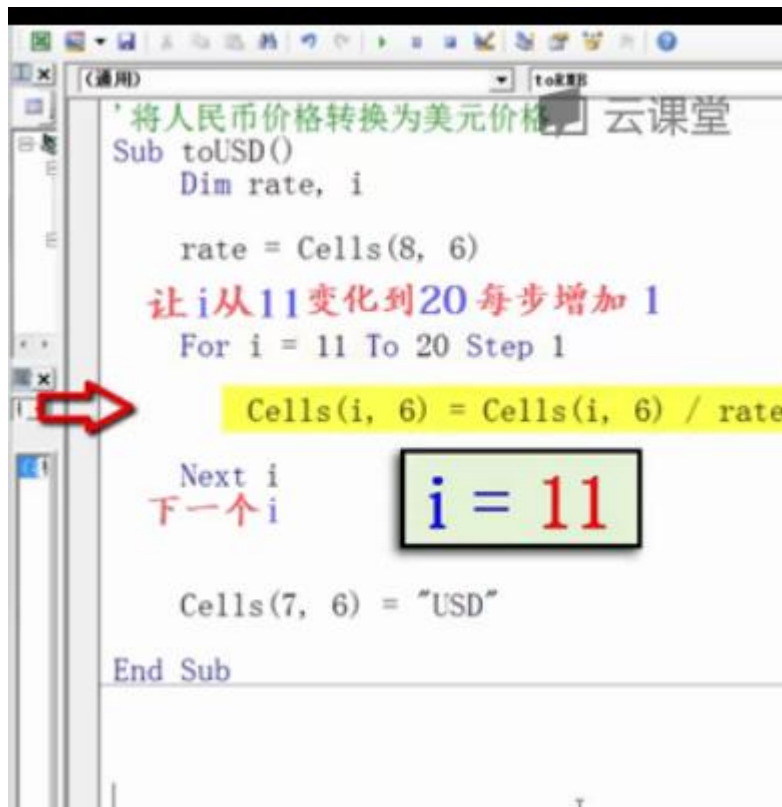 (通用)
toRMB
云课堂
'将人民币价格转换为美元价格
Sub toUSD()
Dim rate, i
rate = Cells(8, 6)
让i从11变化到20每步增加1
For i = 11 To 20 Step 1
Cells(i, 6) = Cells(i, 6) / rate
Next i
下一个i
i = 11
Cells(7, 6) = "USD"
End Sub